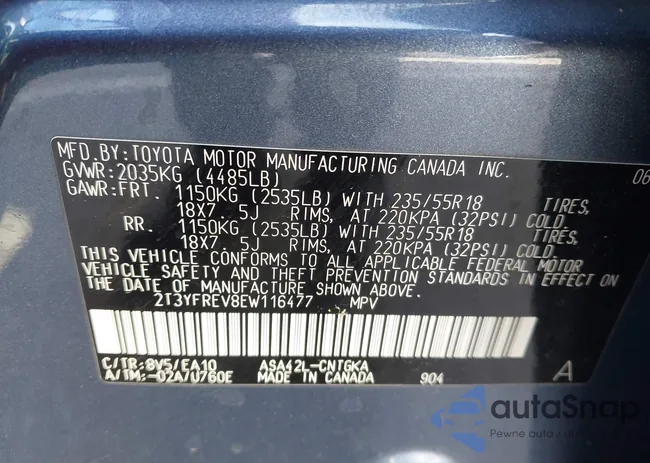 MFD.BY:TOYOTA MOTOR MANUFACTURING CANADA INC. 06
GVWR:2035KG (4485LB)
GAWR:FRT. 1150KG (2535LB) WITH 235/55R18 TIRES,
18X7.5J RIMS, AT 220KPA (32PSI) COLD
RR. 1150KG (2535LB) WITH 235/55R18 TIRES,
18X7.5J RIMS, AT 220KPA (32PSI) COLD.
THIS VEHICLE CONFORMS TO ALL APPLICABLE FEDERAL MOTOR
VEHICLE SAFETY AND THEFT PREVENTION STANDARDS IN EFFECT ON
THE DATE OF MANUFACTURE SHOWN ABOVE.
2T3YFREV8EW116477 MPV
C/TR:8V5/EA10 ASA42L-CNTGKA A
A/TM:-02A/U760E MADE IN CANADA 904
autaSnap
Pewne auta z